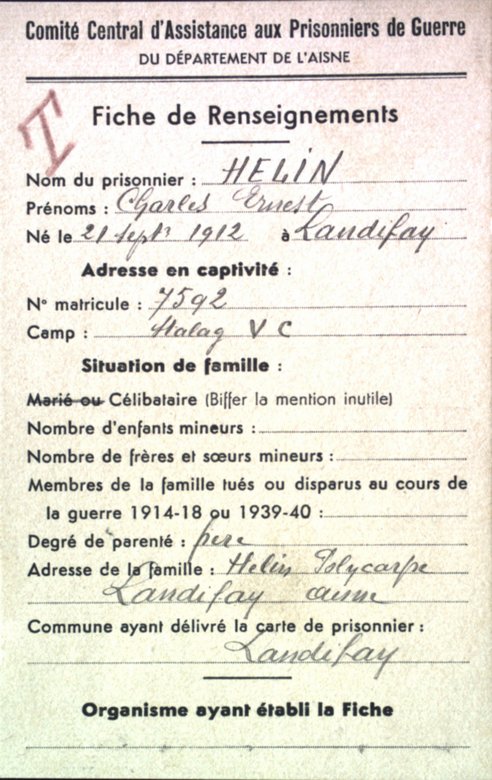 Comité Central d'Assistance aux Prisonniers de Guerre
DU DÉPARTEMENT DE L'AISNE
I
Fiche de Renseignements
Nom du prisonnier : HELIN
Prénoms : Charles Ernest
Né le 21 Sept 1912 à Landifay
Adresse en captivité :
N° matricule : 7592
Camp : Stalag V C
Situation de famille :
Marié ou Célibataire (Biffer la mention inutile)
Nombre d'enfants mineurs :
Nombre de frères et sœurs mineurs :
Membres de la famille tués ou disparus au cours de
la guerre 1914-18 ou 1939-40 :
Degré de parenté : père
Adresse de la famille : Helin Polycarpe
Landifay aisne
Commune ayant délivré la carte de prisonnier :
Landifay
Organisme ayant établi la Fiche